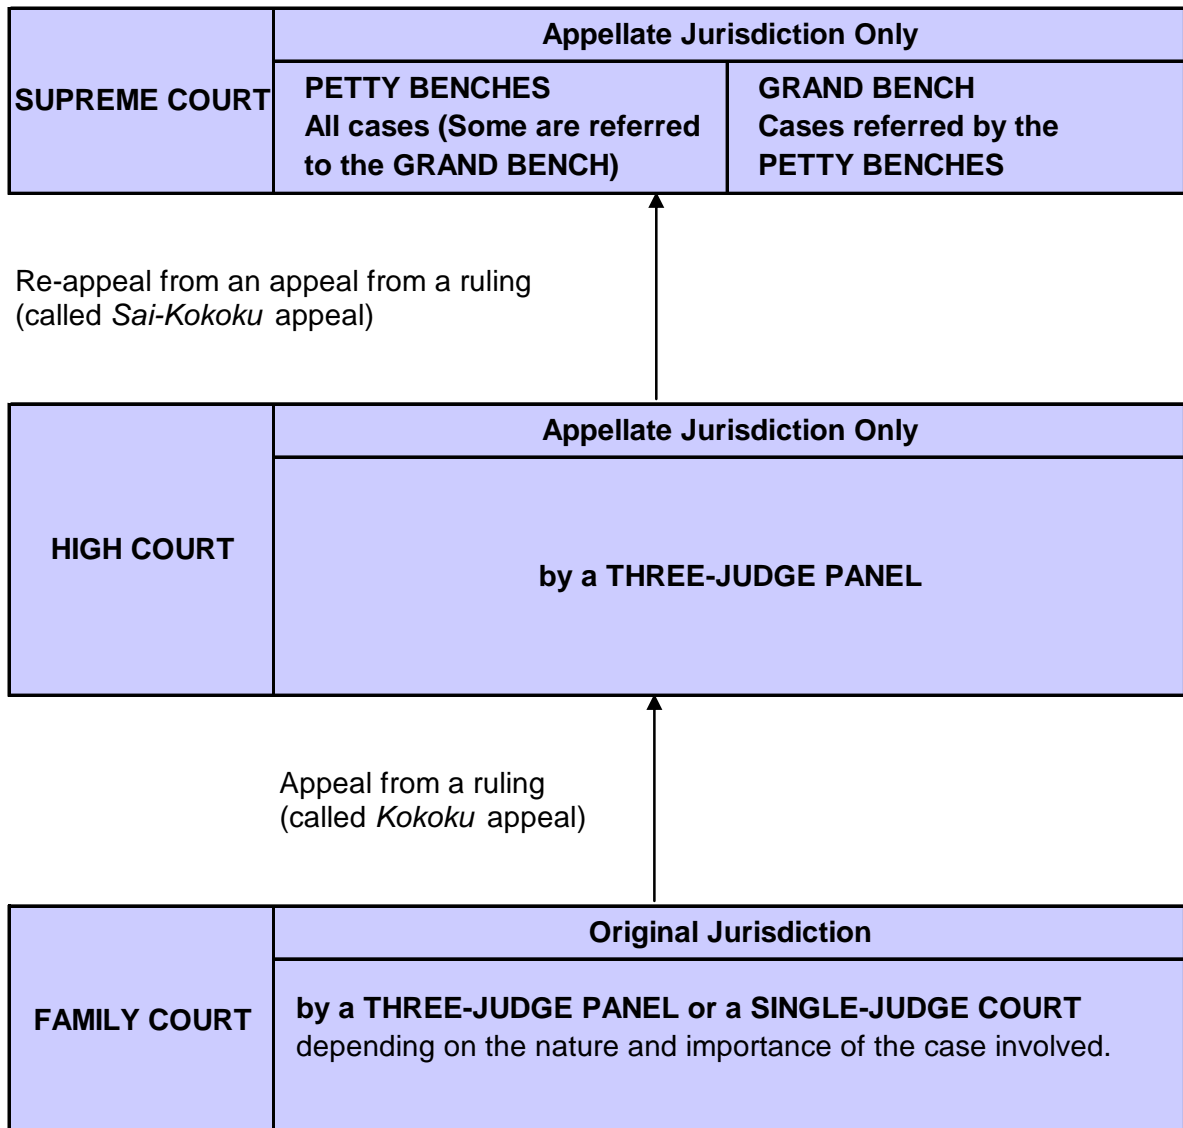 Appellate Jurisdiction Only
SUPREME COURT
PETTY BENCHES
All cases (Some are referred
to the GRAND BENCH)
GRAND BENCH
Cases referred by the
PETTY BENCHES
Re-appeal from an appeal from a ruling
(called Sai-Kokoku appeal)
Appellate Jurisdiction Only
HIGH COURT
by a THREE-JUDGE PANEL
Appeal from a ruling
(called Kokoku appeal)
Original Jurisdiction
FAMILY COURT
by a THREE-JUDGE PANEL or a SINGLE-JUDGE COURT
depending on the nature and importance of the case involved.